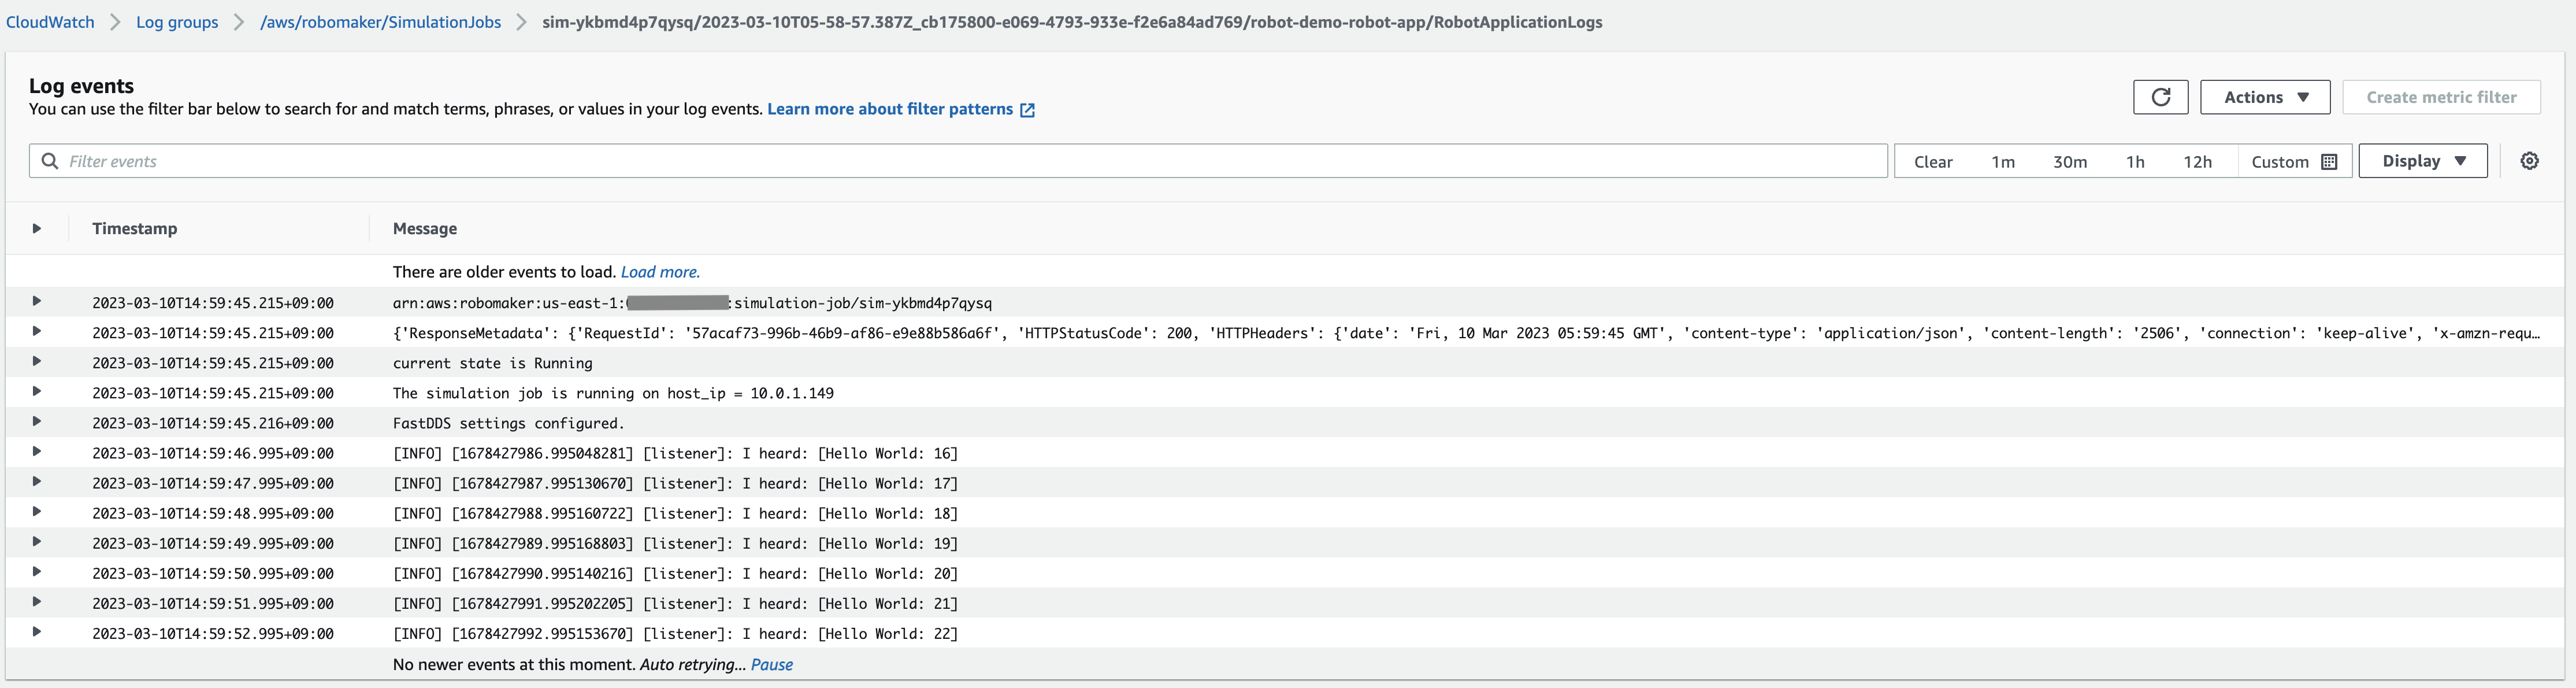 CloudWatch > Log groups > /aws/robomaker/SimulationJobs > sim-ykbmd4p7qysq/2023-03-10T05-58-57.387Z_cb175800-e069-4793-933e-f2e6a84ad769/robot-demo-robot-app/RobotApplicationLogs
Log events
You can use the filter bar below to search for and match terms, phrases, or values in your log events. Learn more about filter patterns
Actions
Create metric filter
Filter events
Clear 1m 30m 1h 12h Custom
Display
Timestamp Message
There are older events to load. Load more.
2023-03-10T14:59:45.215+09:00 arn:aws:robomaker:us-east-1: :simulation-job/sim-ykbmd4p7qysq
2023-03-10T14:59:45.215+09:00 {'ResponseMetadata': {'RequestId': '57acaf73-996b-46b9-af86-e9e88b586a6f', 'HTTPStatusCode': 200, 'HTTPHeaders': {'date': 'Fri, 10 Mar 2023 05:59:45 GMT', 'content-type': 'application/json', 'content-length': '2506', 'connection': 'keep-alive', 'x-amzn-requ…
2023-03-10T14:59:45.215+09:00 current state is Running
2023-03-10T14:59:45.215+09:00 The simulation job is running on host_ip = 10.0.1.149
2023-03-10T14:59:45.216+09:00 FastDDS settings configured.
2023-03-10T14:59:46.995+09:00 [INFO] [1678427986.995048281] [listener]: I heard: [Hello World: 16]
2023-03-10T14:59:47.995+09:00 [INFO] [1678427987.995130670] [listener]: I heard: [Hello World: 17]
2023-03-10T14:59:48.995+09:00 [INFO] [1678427988.995160722] [listener]: I heard: [Hello World: 18]
2023-03-10T14:59:49.995+09:00 [INFO] [1678427989.995168803] [listener]: I heard: [Hello World: 19]
2023-03-10T14:59:50.995+09:00 [INFO] [1678427990.995140216] [listener]: I heard: [Hello World: 20]
2023-03-10T14:59:51.995+09:00 [INFO] [1678427991.995202205] [listener]: I heard: [Hello World: 21]
2023-03-10T14:59:52.995+09:00 [INFO] [1678427992.995153670] [listener]: I heard: [Hello World: 22]
No newer events at this moment. Auto retrying... Pause